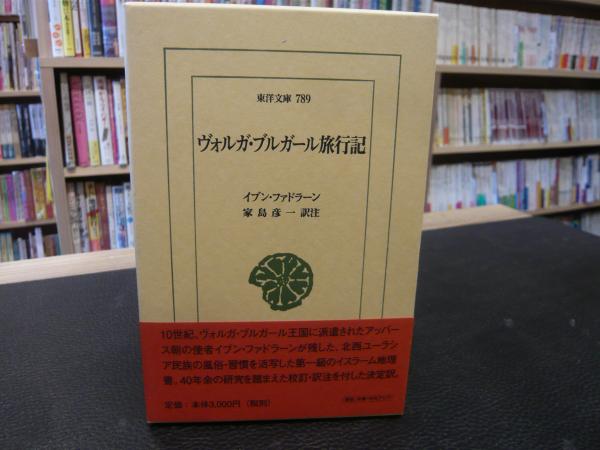 東洋文庫 789
ヴォルガ・ブルガール旅行記
イブン・ファドラーン
家島彦一 訳注
10世紀、ヴォルガ・ブルガール王国に派遣されたアッバー
ス朝の使者イブン・ファドラーンが残した、北西ユーラシ
ア民族の風俗・習慣を活写した第一級のイスラーム地理
書。40年余の研究を踏まえた校訂・訳注を付した決定訳。
定価：本体3,000円（税別）